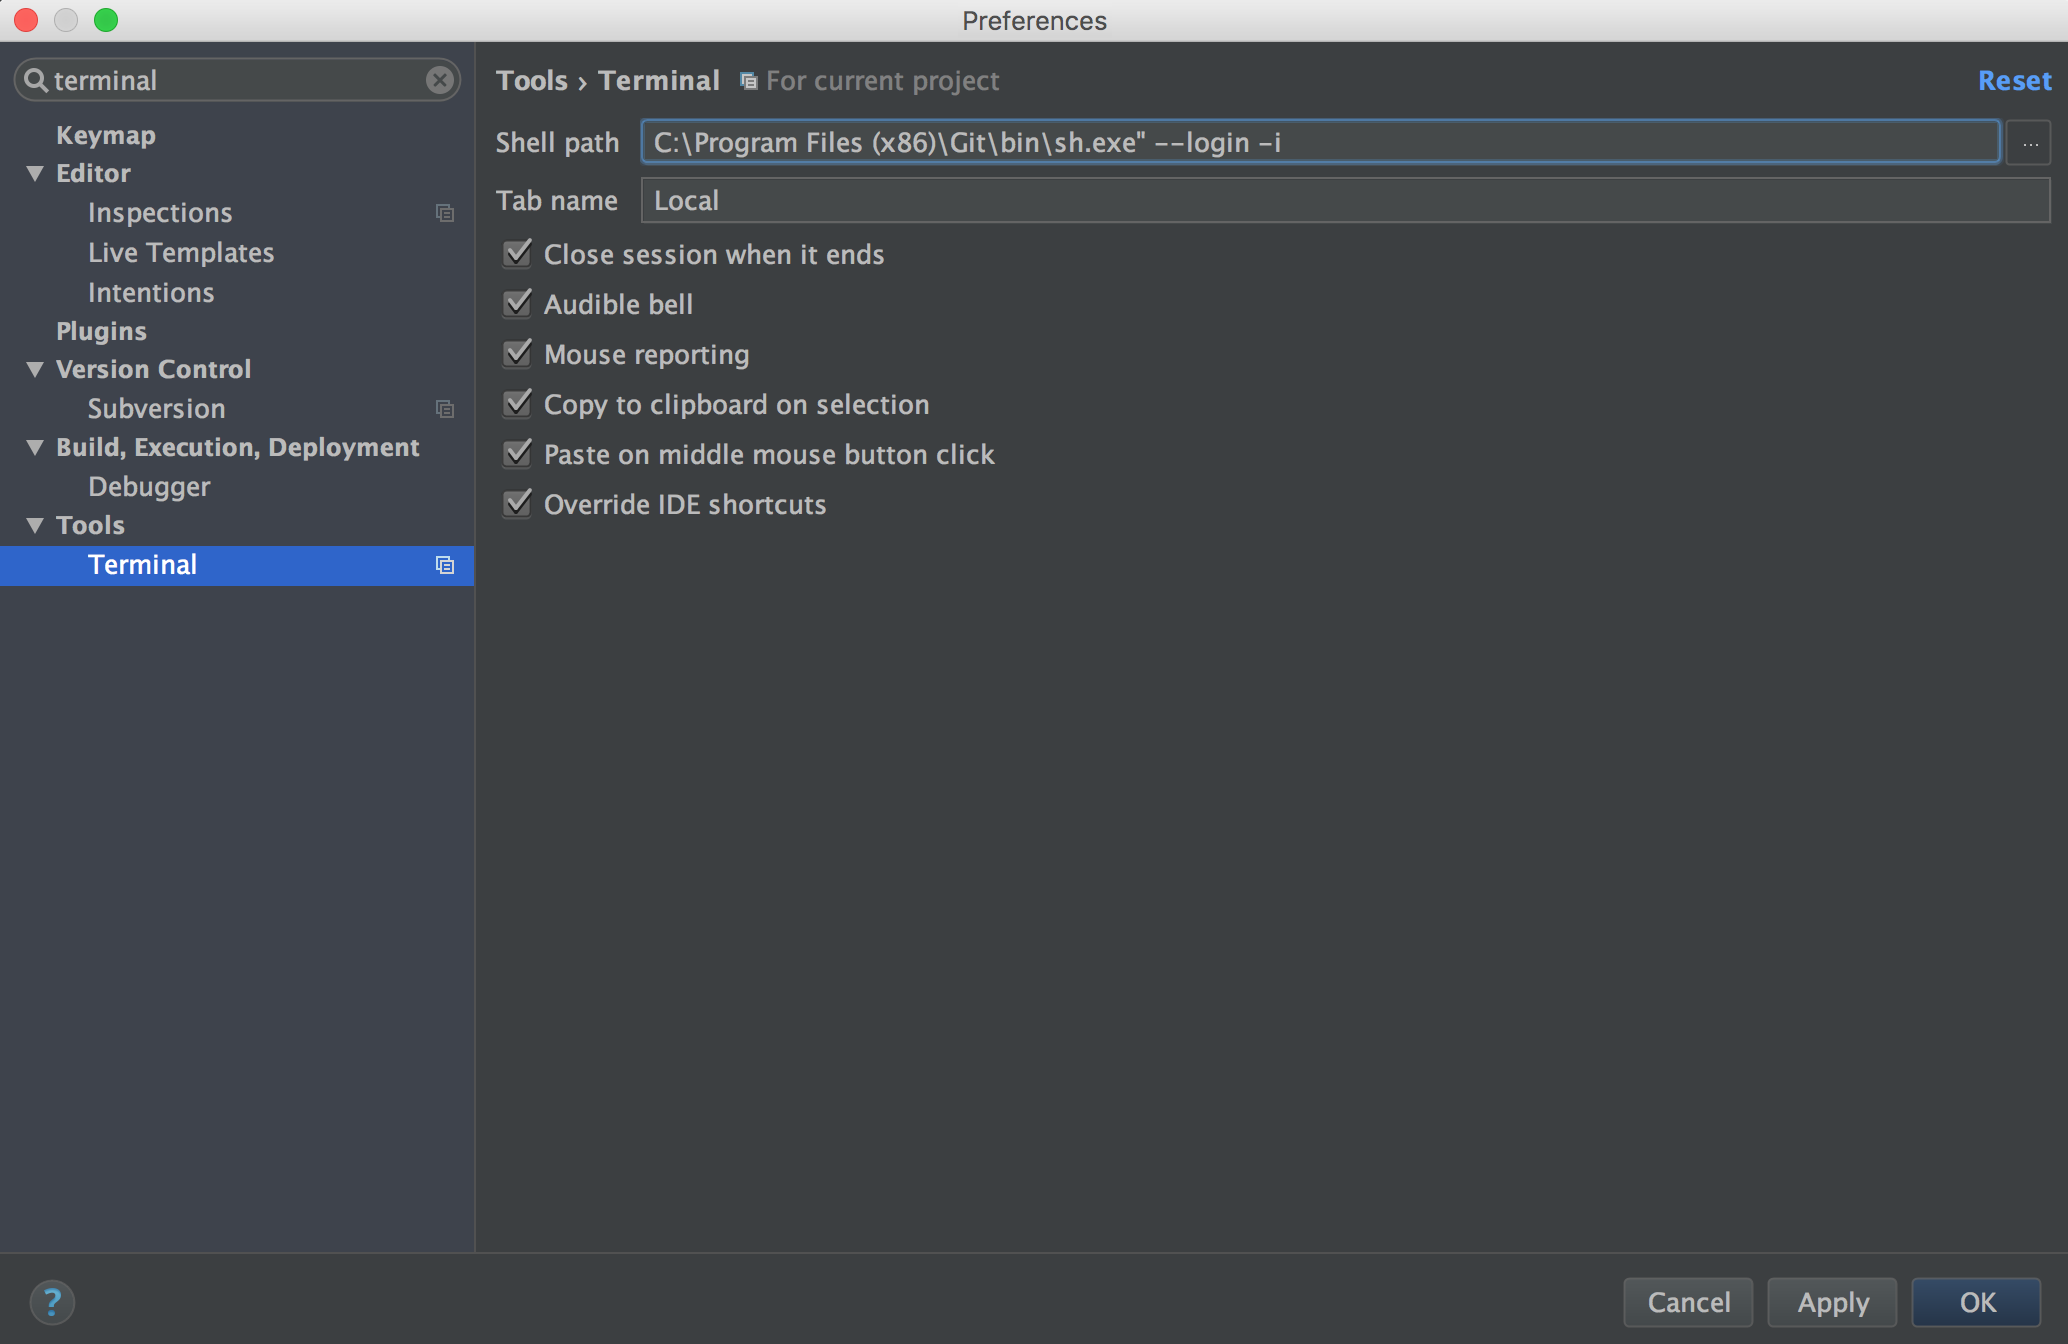 Preferences
terminal
Keymap
Editor
Inspections
Live Templates
Intentions
Plugins
Version Control
Subversion
Build, Execution, Deployment
Debugger
Tools
Terminal
Tools › Terminal For current project
Reset
Shell path C:\Program Files (x86)\Git\bin\sh.exe" --login -i ...
Tab name Local
Close session when it ends
Audible bell
Mouse reporting
Copy to clipboard on selection
Paste on middle mouse button click
Override IDE shortcuts
? Cancel Apply OK